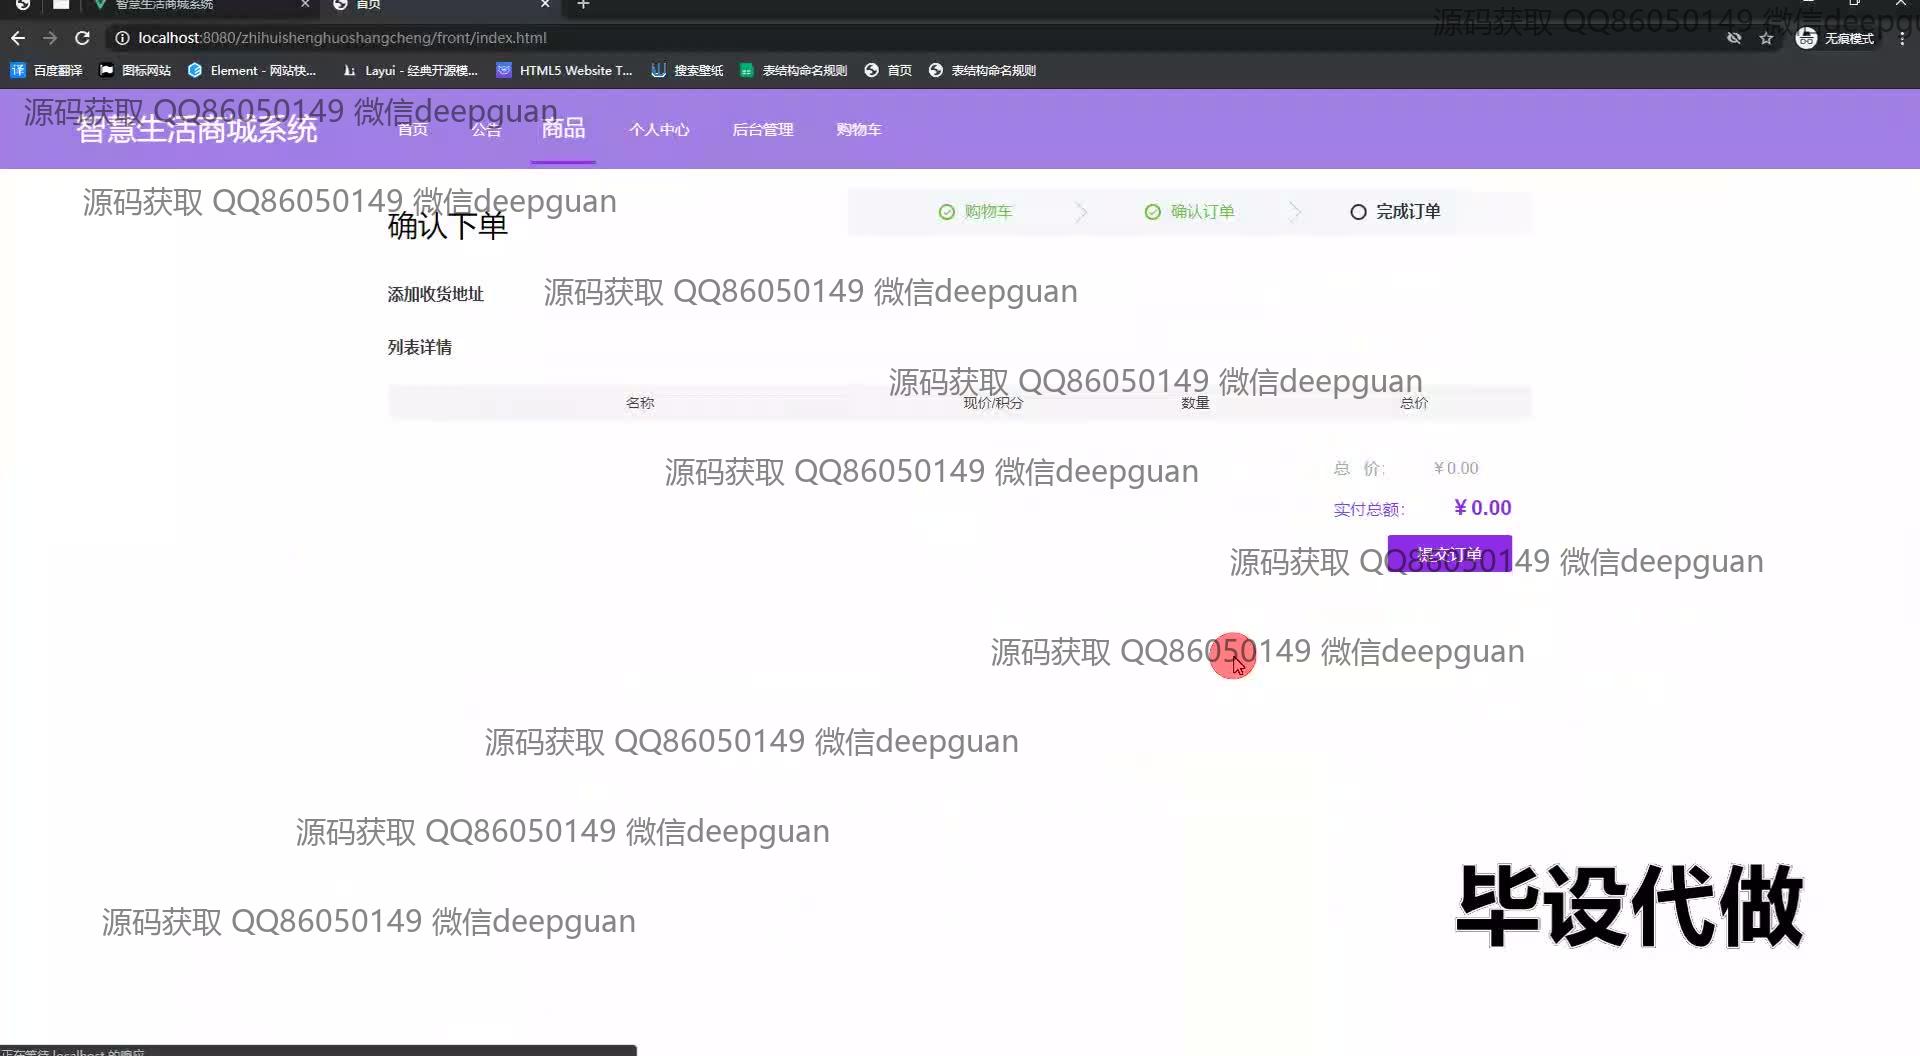 智慧生活商城系统
首页
源码获取 QQ86050149 微信deepgu
localhost:8080/zhihuishenghuoshangcheng/front/index.html
无痕模式
百度翻译
图标网站
Element - 网站快...
Layui - 经典开源模...
HTML5 Website T...
搜索壁纸
表结构命名规则
首页
表结构命名规则
源码获取 QQ86050149 微信deepguan
智慧生活商城系统
首页
公告
商品
个人中心
后台管理
购物车
源码获取 QQ86050149 微信deepguan
确认下单
购物车
确认订单
完成订单
添加收货地址
源码获取 QQ86050149 微信deepguan
列表详情
源码获取 QQ86050149 微信deepguan
名称
现价/积分
数量
总价
源码获取 QQ86050149 微信deepguan
总 价: ¥0.00
实付总额: ¥0.00
提交订单
源码获取 QQ86050149 微信deepguan
源码获取 QQ86050149 微信deepguan
源码获取 QQ86050149 微信deepguan
源码获取 QQ86050149 微信deepguan
毕设代做
源码获取 QQ86050149 微信deepguan
正在等待 localhost 的响应